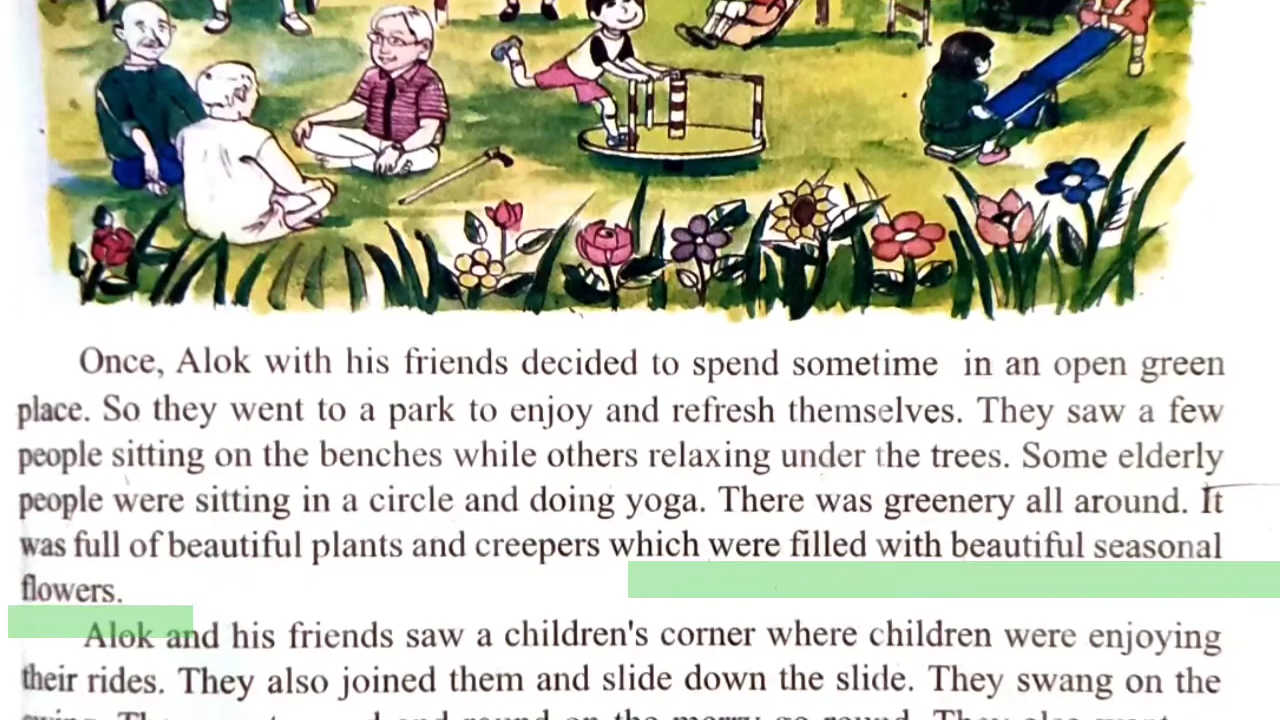 Once, Alok with his friends decided to spend sometime in an open green
place. So they went to a park to enjoy and refresh themselves. They saw a few
people sitting on the benches while others relaxing under the trees. Some elderly
people were sitting in a circle and doing yoga. There was greenery all around. It
was full of beautiful plants and creepers which were filled with beautiful seasonal
flowers.
Alok and his friends saw a children's corner where children were enjoying
their rides. They also joined them and slide down the slide. They swang on the